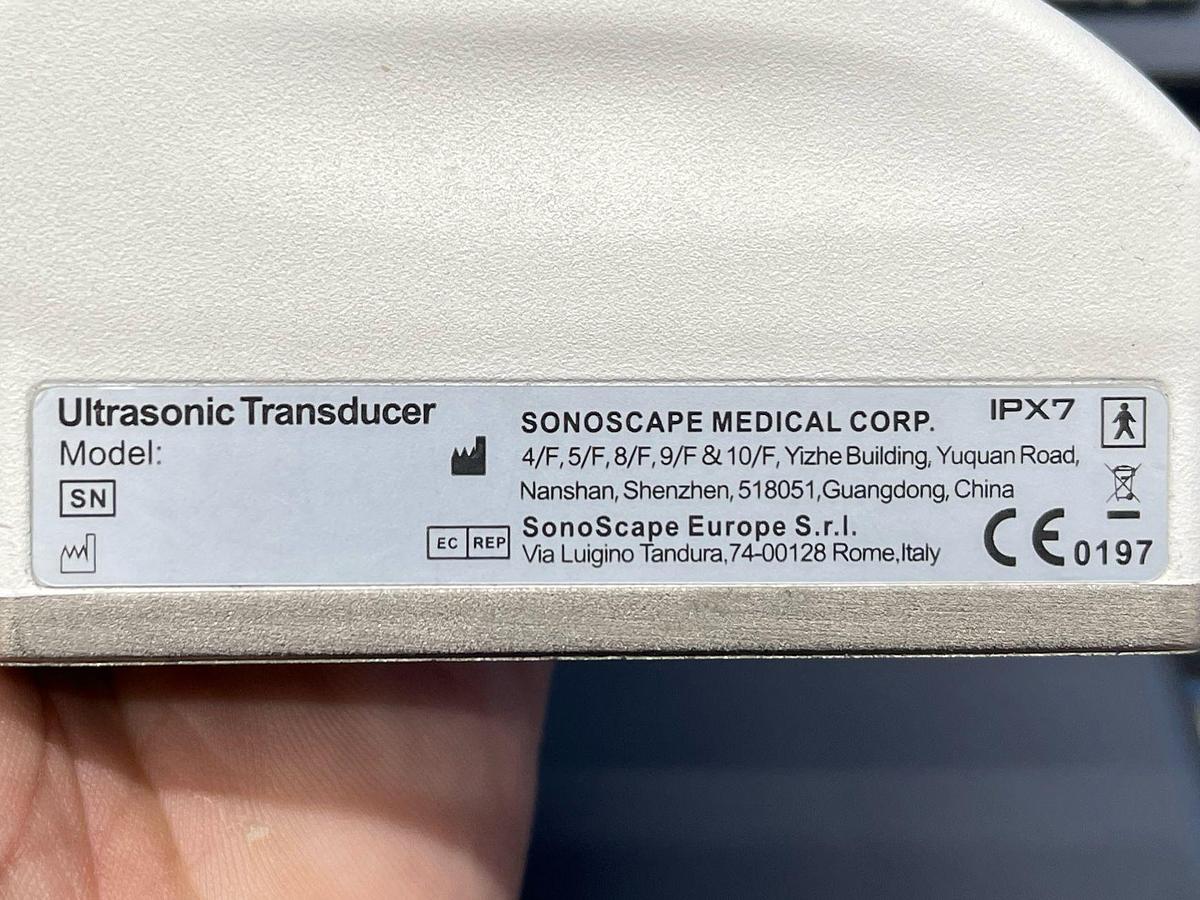 Ultrasonic Transducer
Model:
SN
SONOSCAPE MEDICAL CORP.
4/F, 5/F, 8/F, 9/F & 10/F, Yizhe Building, Yuquan Road,
Nanshan, Shenzhen, 518051, Guangdong, China
EC REP
SonoScape Europe S.r.l.
Via Luigino Tandura, 74-00128 Rome, Italy
IPX7
CE 0197